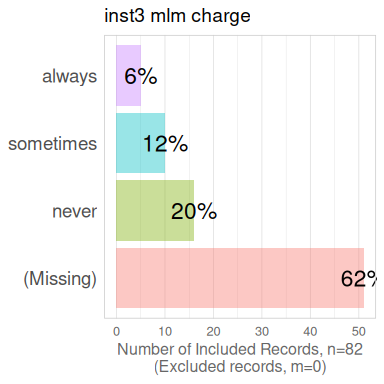 inst3 mlm charge
always
6%
sometimes
12%
never
20%
(Missing)
62%
0 10 20 30 40 50
Number of Included Records, n=82
(Excluded records, m=0)